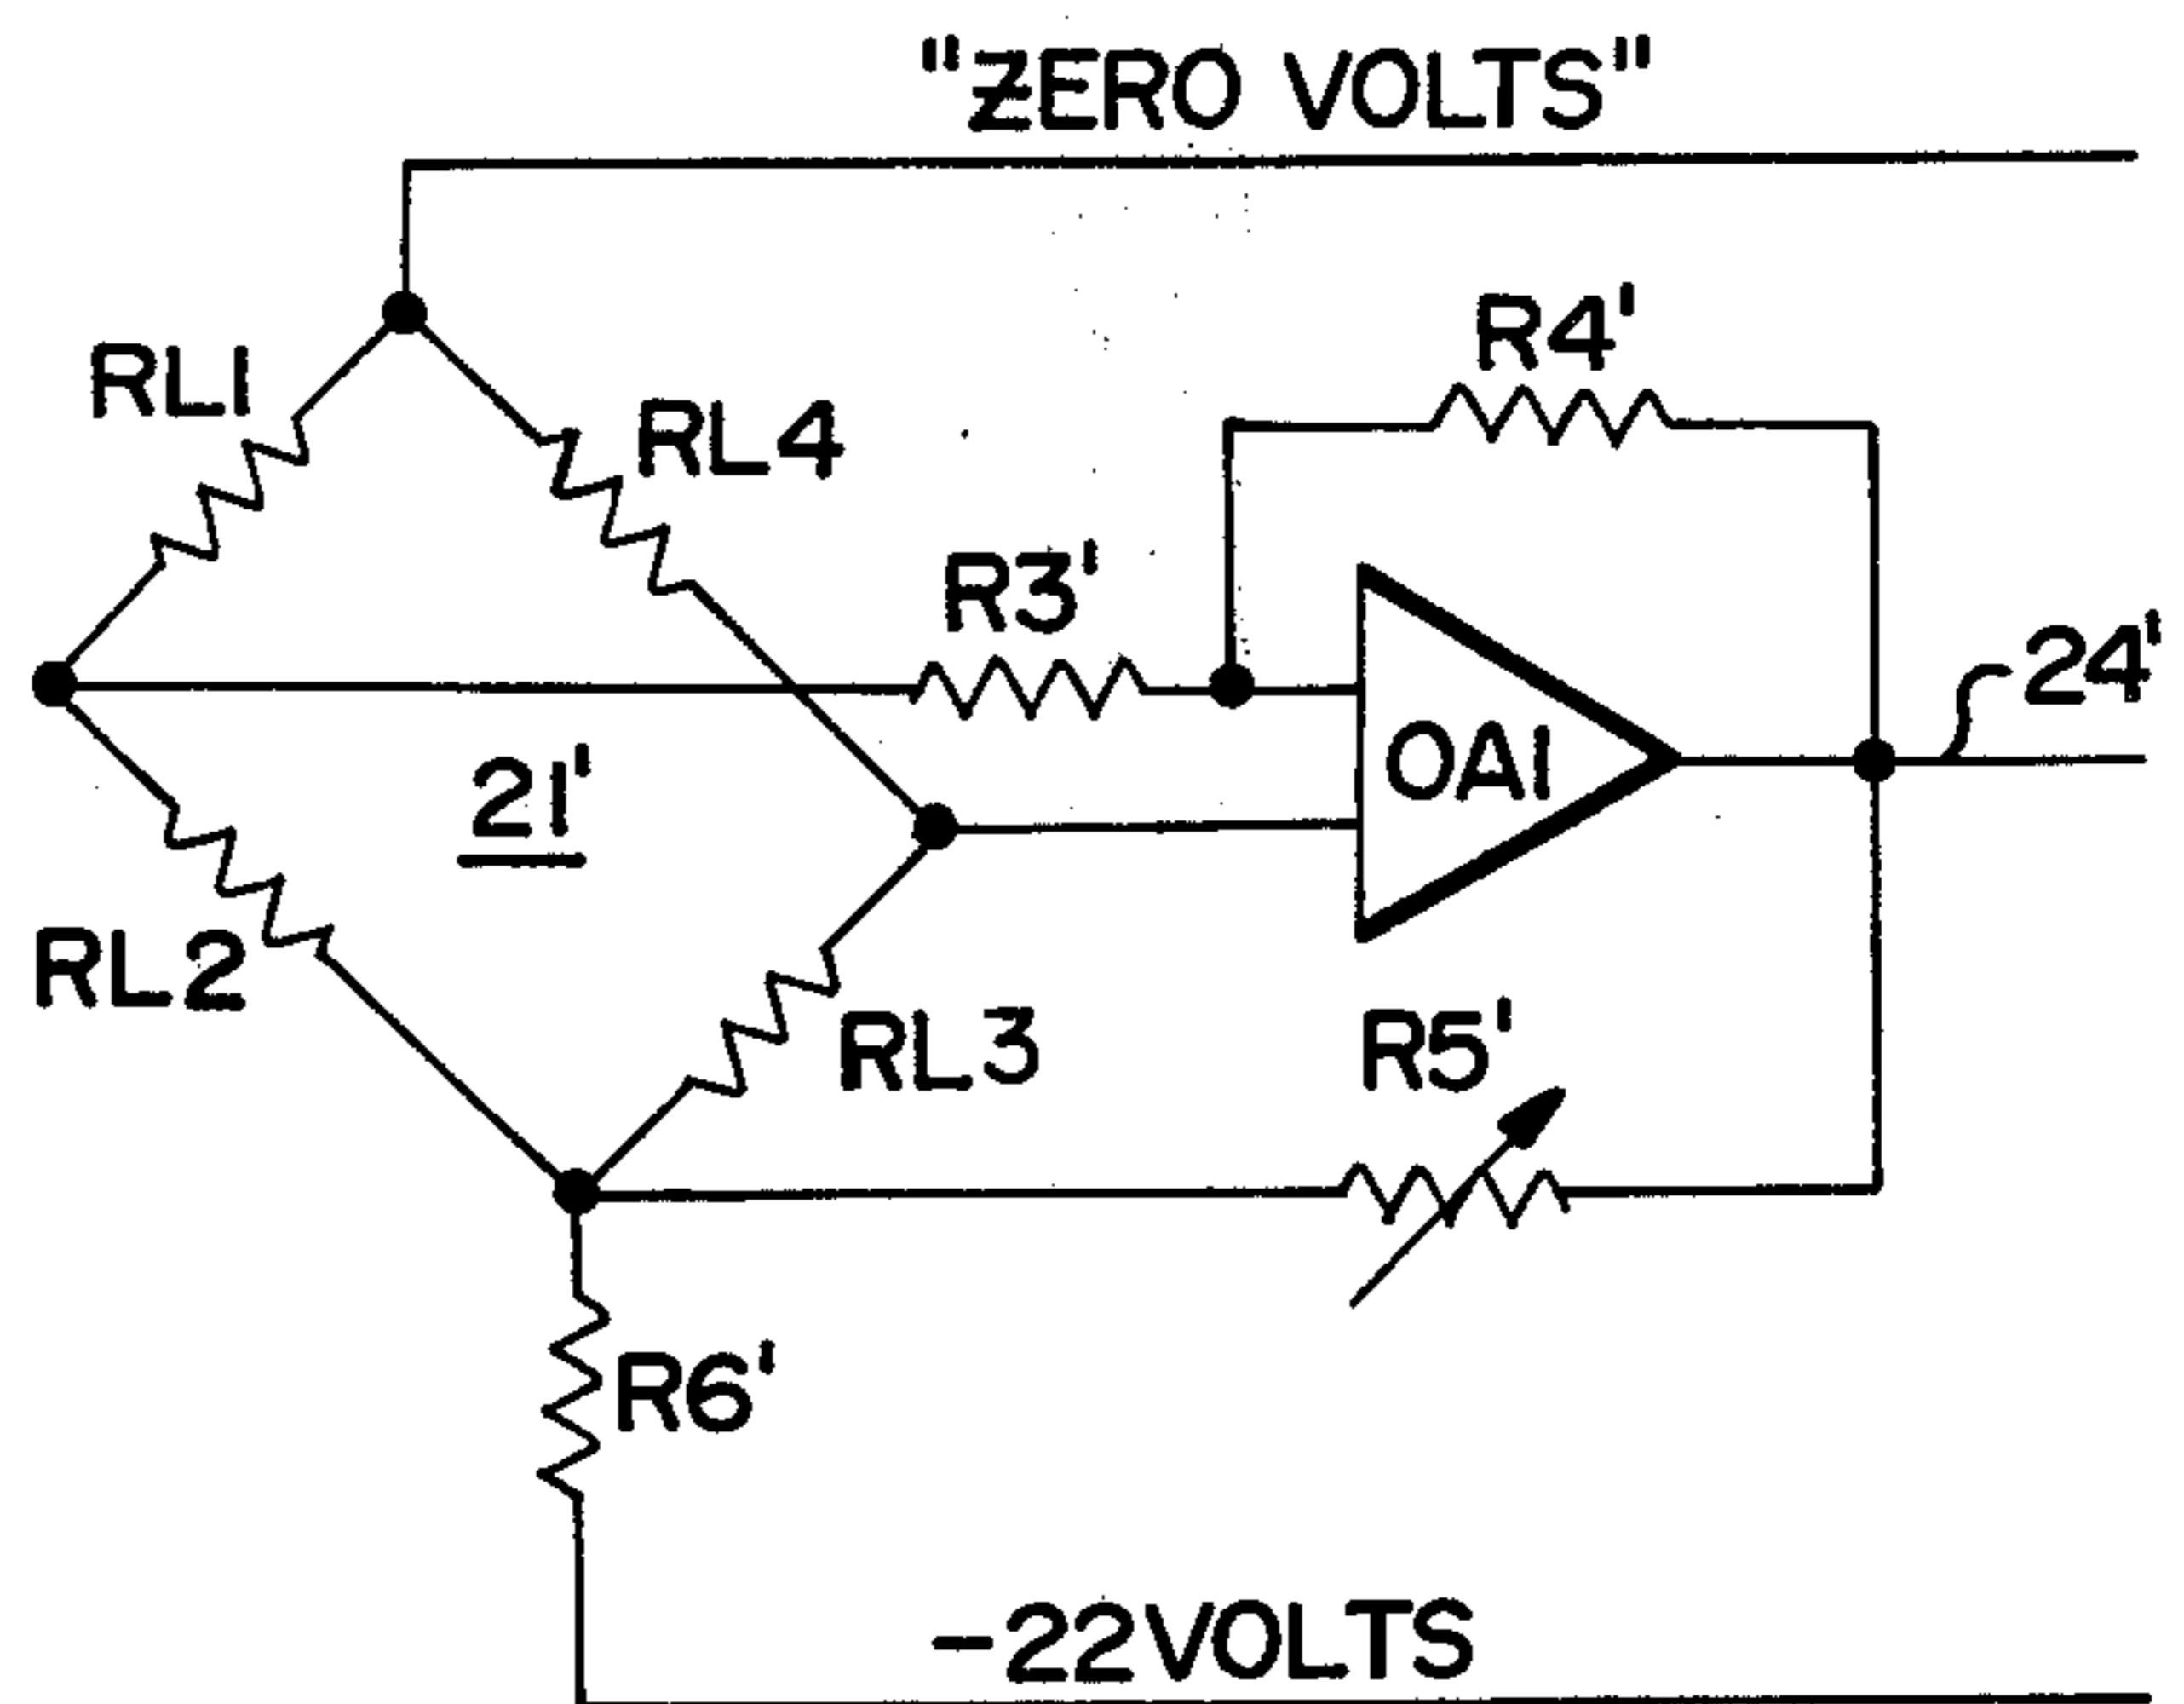 "ZERO VOLTS"
R4'
RL1
RL4
R3'
24'
OA1
21'
RL2
RL3
R5'
R6'
-22VOLTS